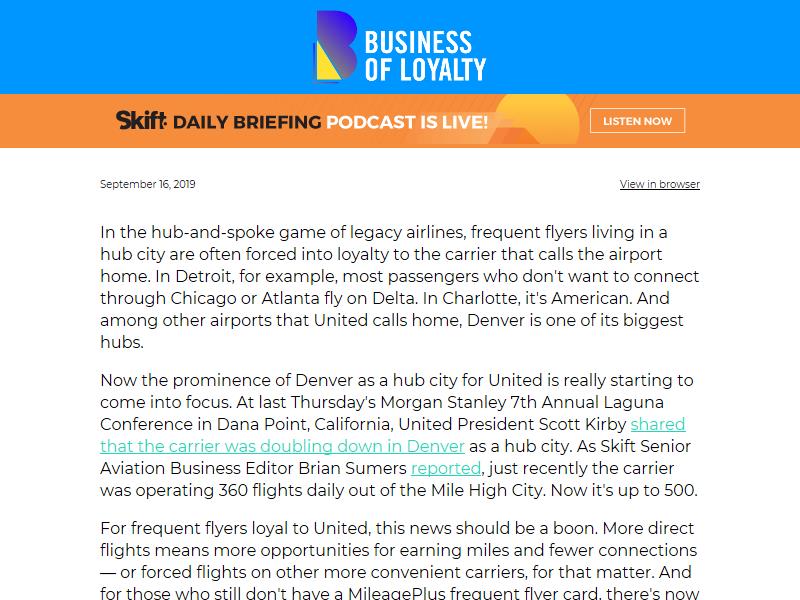 BUSINESS
OF LOYALTY
Skift DAILY BRIEFING PODCAST IS LIVE! LISTEN NOW
September 16, 2019 View in browser
In the hub-and-spoke game of legacy airlines, frequent flyers living in a
hub city are often forced into loyalty to the carrier that calls the airport
home. In Detroit, for example, most passengers who don't want to connect
through Chicago or Atlanta fly on Delta. In Charlotte, it's American. And
among other airports that United calls home, Denver is one of its biggest
hubs.
Now the prominence of Denver as a hub city for United is really starting to
come into focus. At last Thursday's Morgan Stanley 7th Annual Laguna
Conference in Dana Point, California, United President Scott Kirby shared
that the carrier was doubling down in Denver as a hub city. As Skift Senior
Aviation Business Editor Brian Sumers reported, just recently the carrier
was operating 360 flights daily out of the Mile High City. Now it's up to 500.
For frequent flyers loyal to United, this news should be a boon. More direct
flights means more opportunities for earning miles and fewer connections
— or forced flights on other more convenient carriers, for that matter. And
for those who still don't have a MileagePlus frequent flyer card, there's now